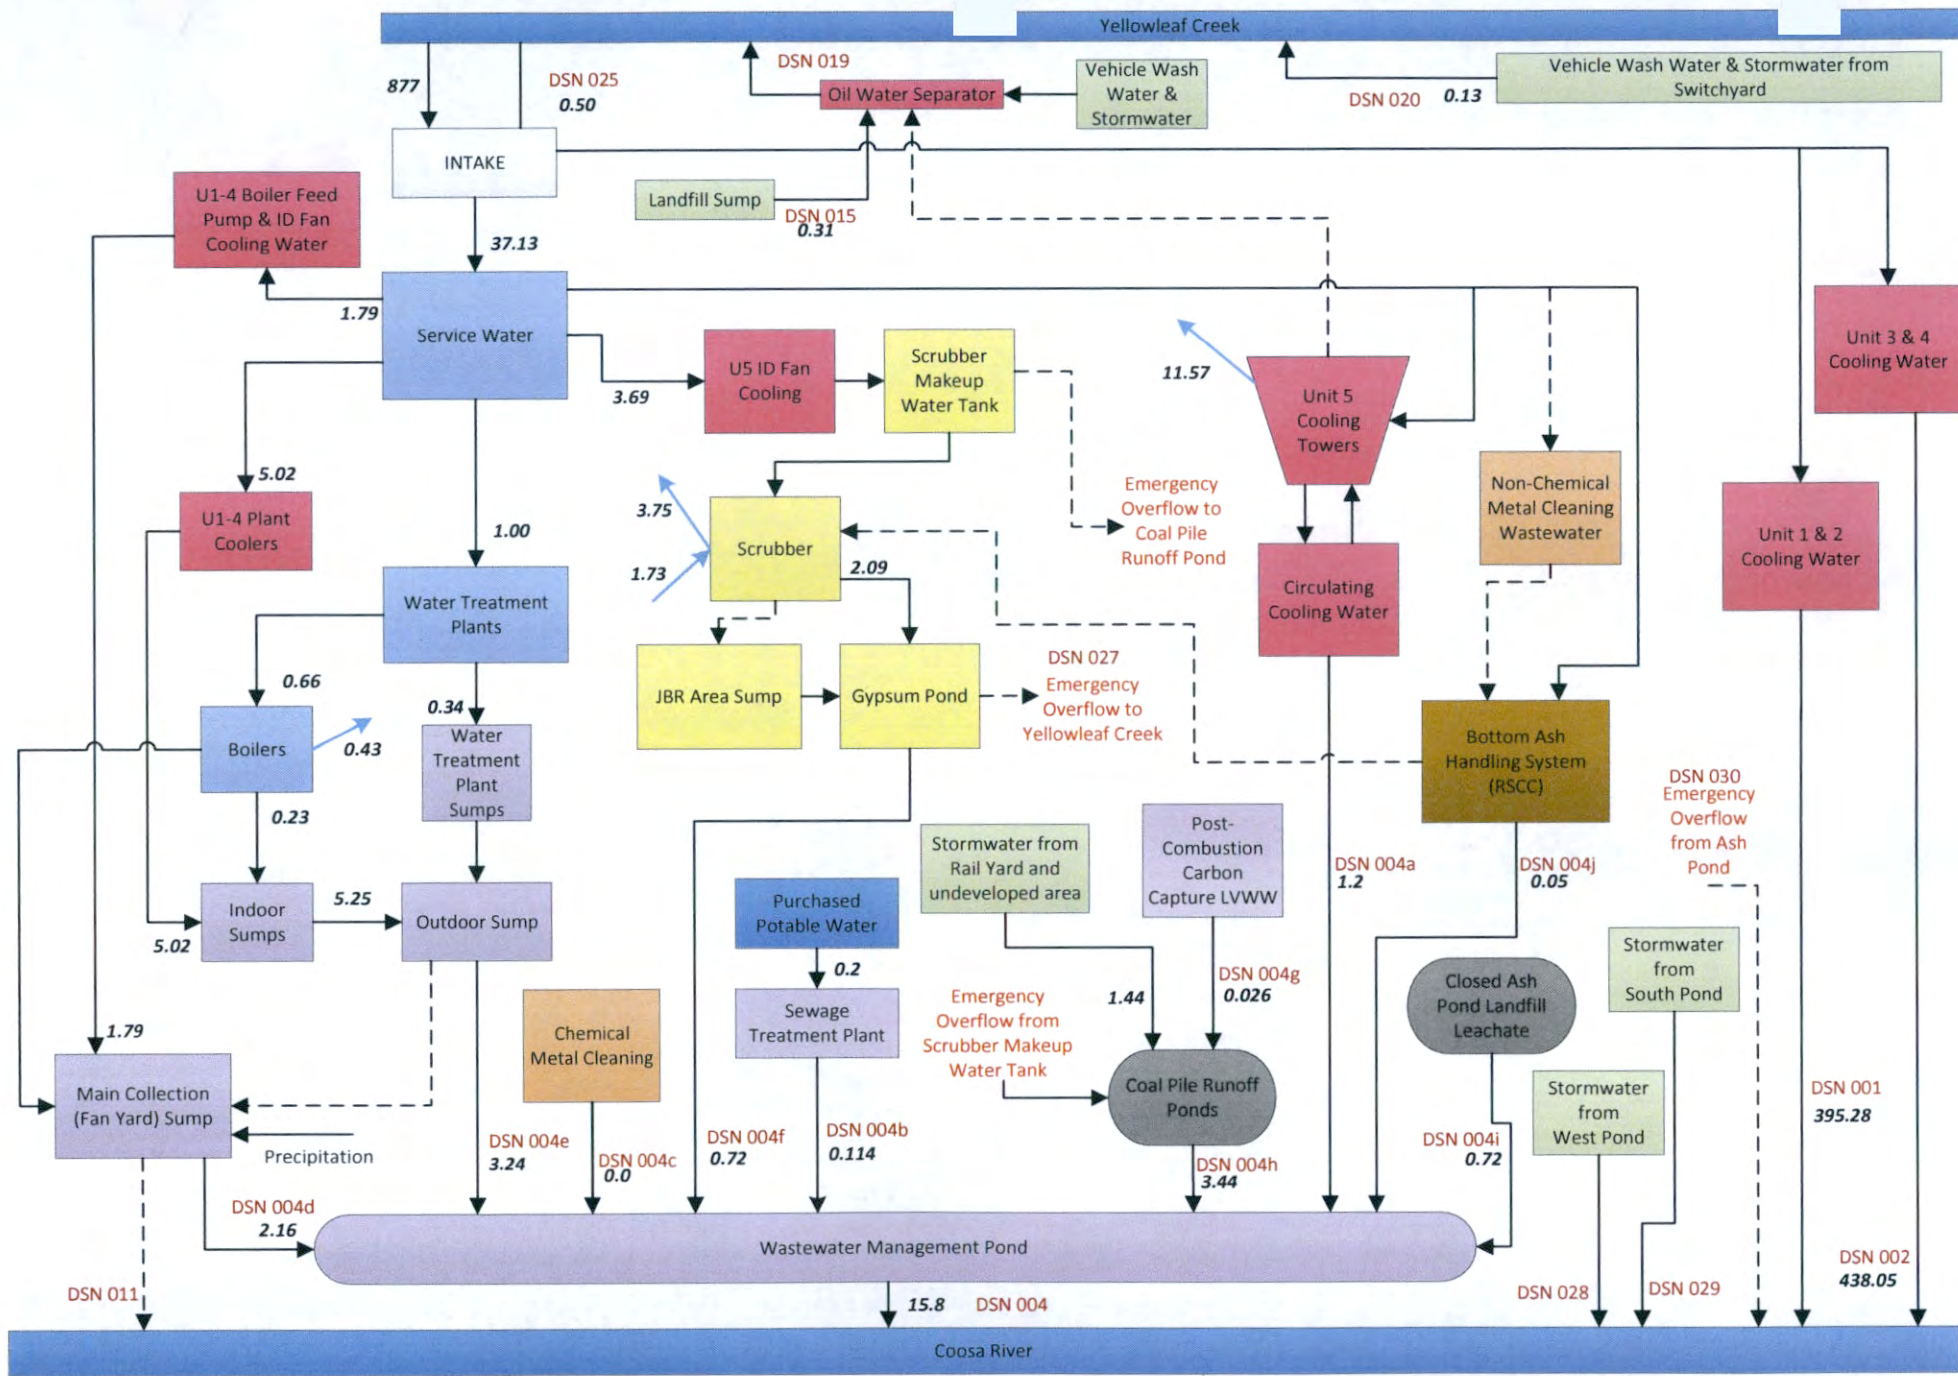 Yellowleaf Creek
877
DSN 025
0.50
DSN 019
Oil Water Separator
Vehicle Wash
Water &
Stormwater
DSN 020
0.13
Vehicle Wash Water & Stormwater from
Switchyard
INTAKE
Landfill Sump
DSN 015
0.31
U1-4 Boiler Feed
Pump & ID Fan
Cooling Water
37.13
1.79
Service Water
3.69
U5 ID Fan
Cooling
Scrubber
Makeup
Water Tank
11.57
Unit 5
Cooling
Towers
Unit 3 & 4
Cooling Water
5.02
U1-4 Plant
Coolers
1.00
3.75
1.73
Scrubber
2.09
Emergency
Overflow to
Coal Pile
Runoff Pond
Non-Chemical
Metal Cleaning
Wastewater
Unit 1 & 2
Cooling Water
Circulating
Cooling Water
Water Treatment
Plants
0.66
0.34
JBR Area Sump
Gypsum Pond
DSN 027
Emergency
Overflow to
Yellowleaf Creek
Boilers
0.43
Water
Treatment
Plant
Sumps
Bottom Ash
Handling System
(RSCC)
DSN 030
Emergency
Overflow
from Ash
Pond
0.23
Stormwater from
Rail Yard and
undeveloped area
Post-
Combustion
Carbon
Capture LVWW
DSN 004a
1.2
DSN 004j
0.05
Indoor
Sumps
5.02
5.25
Outdoor Sump
Purchased
Potable Water
0.2
Sewage
Treatment Plant
Stormwater
from
South Pond
Closed Ash
Pond Landfill
Leachate
DSN 004g
0.026
1.44
Emergency
Overflow from
Scrubber Makeup
Water Tank
Chemical
Metal Cleaning
1.79
Main Collection
(Fan Yard) Sump
Precipitation
Coal Pile Runoff
Ponds
Stormwater
from
West Pond
DSN 001
395.28
DSN 004e
3.24
DSN 004c
0.0
DSN 004f
0.72
DSN 004b
0.114
DSN 004h
3.44
DSN 004i
0.72
DSN 004d
2.16
Wastewater Management Pond
DSN 002
438.05
DSN 011
15.8
DSN 004
DSN 028
DSN 029
Coosa River